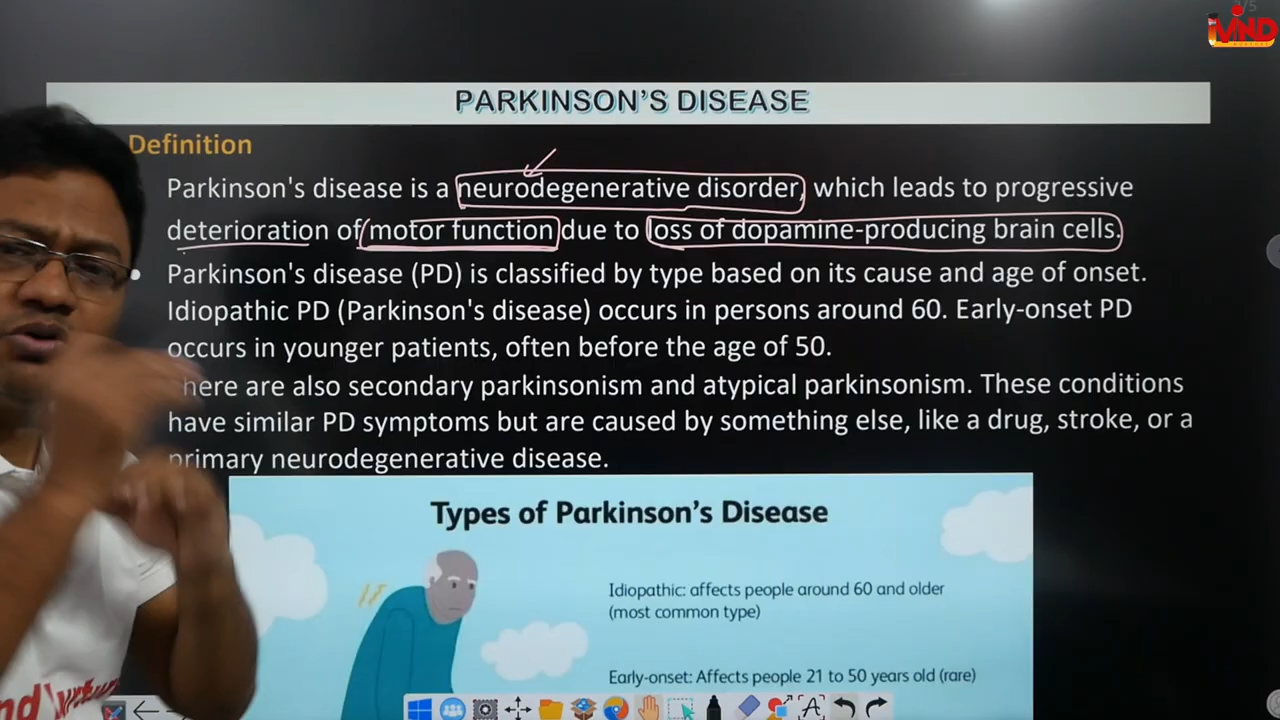 2/5
MIND
PARKINSON'S DISEASE
Definition
Parkinson's disease is a neurodegenerative disorder, which leads to progressive
deterioration of motor function due to loss of dopamine-producing brain cells.
• Parkinson's disease (PD) is classified by type based on its cause and age of onset.
Idiopathic PD (Parkinson's disease) occurs in persons around 60. Early-onset PD
occurs in younger patients, often before the age of 50.
here are also secondary parkinsonism and atypical parkinsonism. These conditions
have similar PD symptoms but are caused by something else, like a drug, stroke, or a
primary neurodegenerative disease.
Types of Parkinson's Disease
Idiopathic: affects people around 60 and older
(most common type)
Early-onset: Affects people 21 to 50 years old (rare)